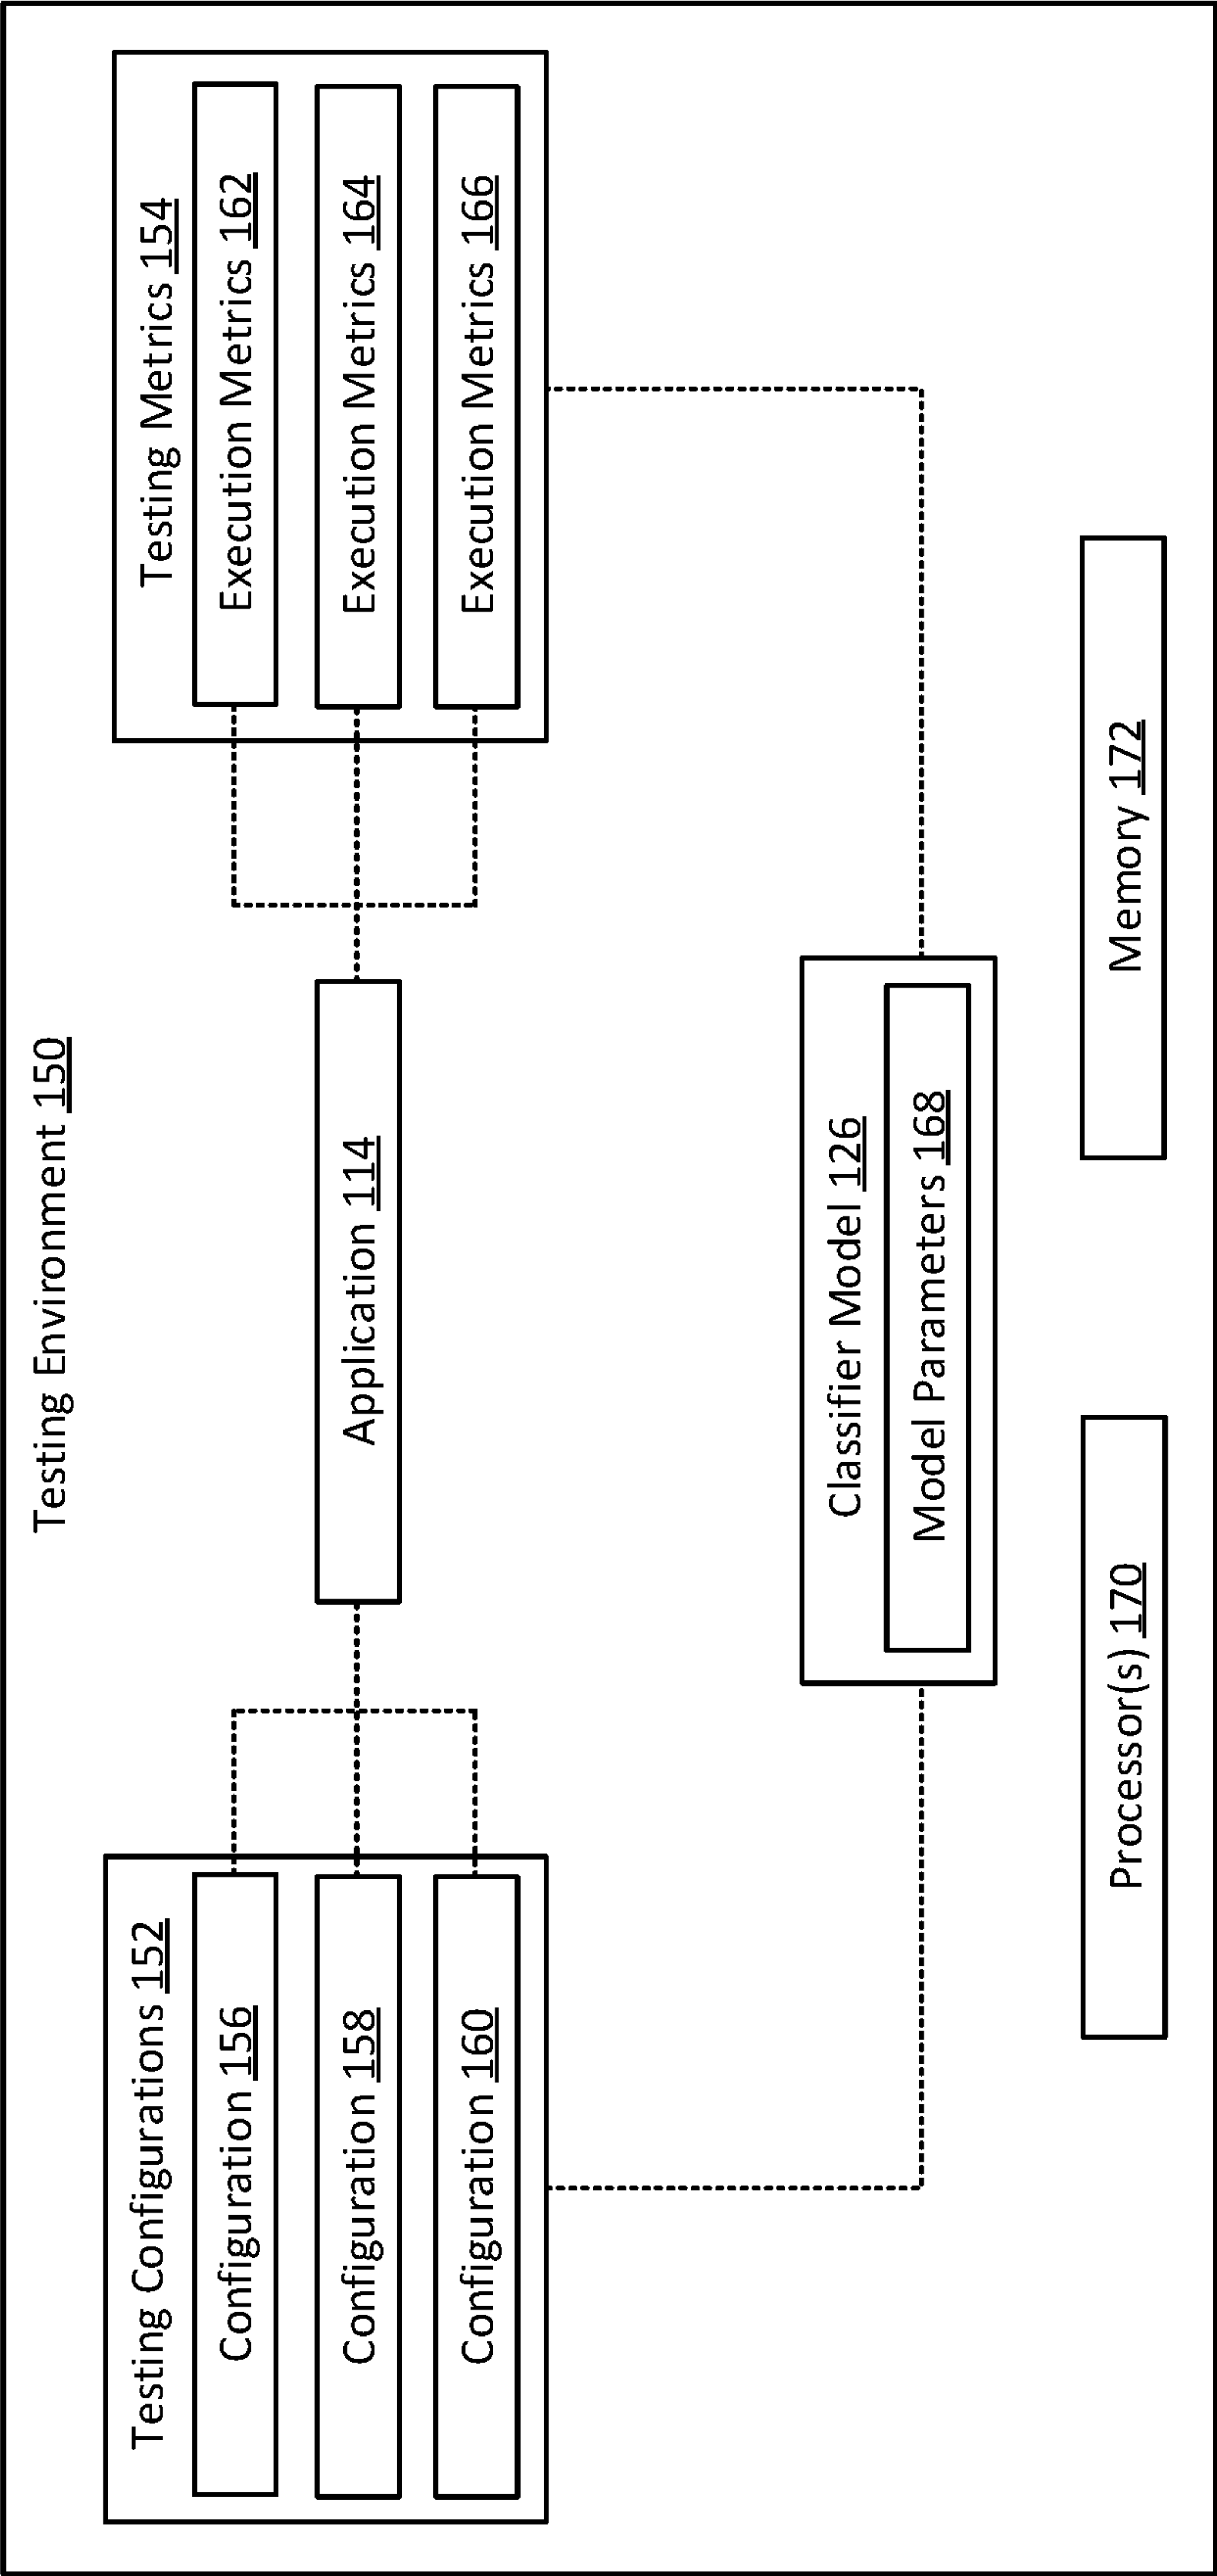 Testing Environment 150
Testing Configurations 152
Configuration 156
Configuration 158
Configuration 160
Application 114
Testing Metrics 154
Execution Metrics 162
Execution Metrics 164
Execution Metrics 166
Classifier Model 126
Model Parameters 168
Processor(s) 170
Memory 172